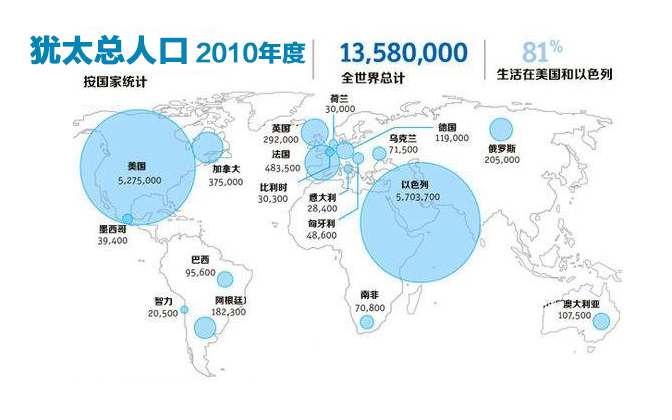 犹太总人口 2010年度
按国家统计
13,580,000
全世界总计
81%
生活在美国和以色列
荷兰
30,000
英国
292,000
法国
483,500
比利时
30,300
乌克兰
71,500
德国
119,000
俄罗斯
205,000
美国
5,275,000
加拿大
375,000
以色列
5,703,700
意大利
28,400
匈牙利
48,600
墨西哥
39,400
巴西
95,600
智力
20,500
阿根廷
182,300
南非
70,800
澳大利亚
107,500